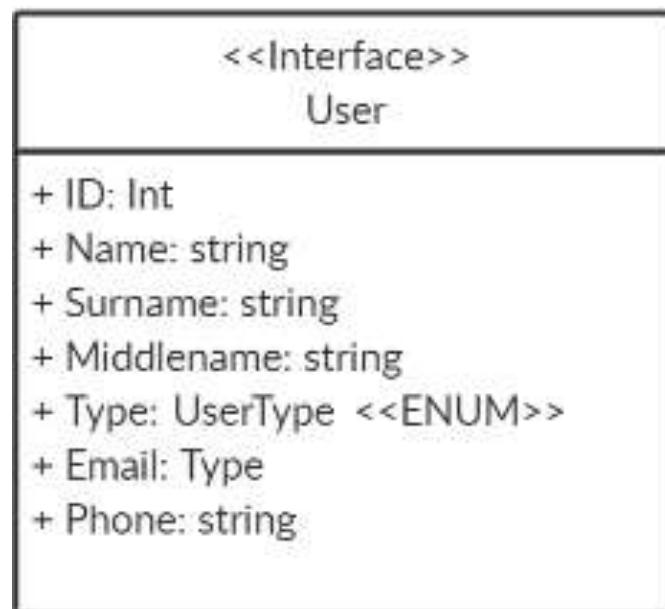 <<Interface>>
User
+ ID: Int
+ Name: string
+ Surname: string
+ Middlename: string
+ Type: UserType <<ENUM>>
+ Email: Type
+ Phone: string